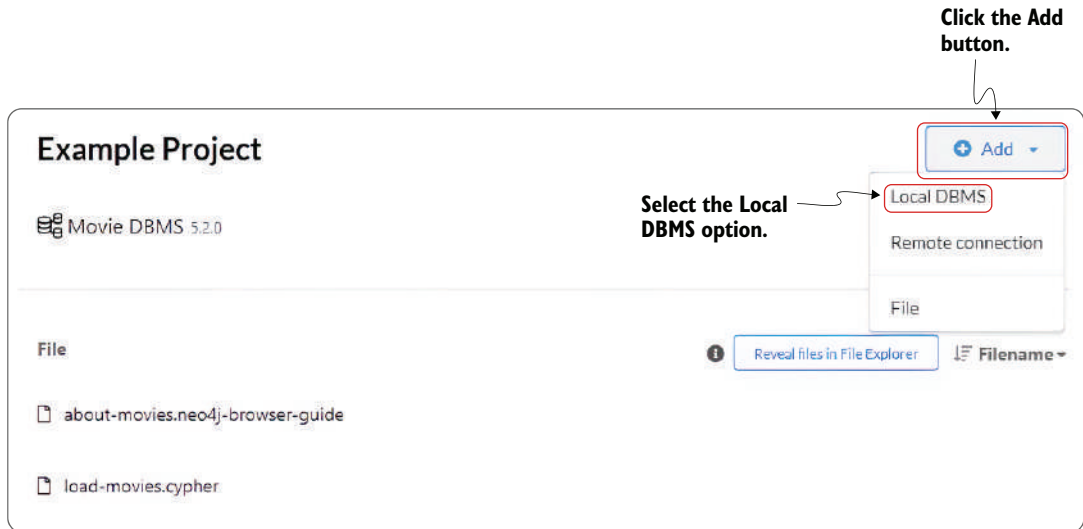 Click the Add
button.
Example Project
Add
Select the Local
DBMS option.
Local DBMS
Movie DBMS 5.2.0
Remote connection
File
File
Reveal files in File Explorer
Filename
about-movies.neo4j-browser-guide
load-movies.cypher